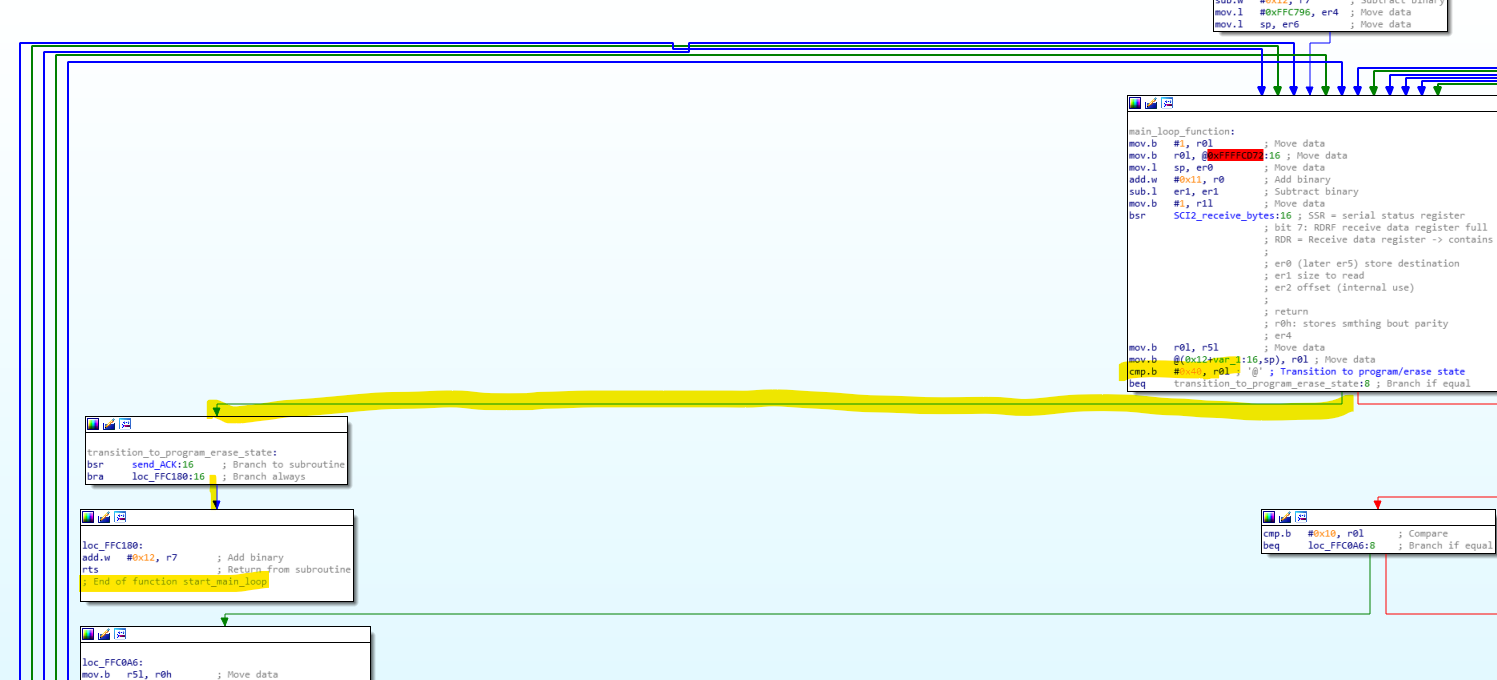 sub.w #0x12, r7 ; Subtract binary
mov.l #0xFFC796, er4 ; Move data
mov.l sp, er6 ; Move data
main_loop_function:
mov.b #1, r0l ; Move data
mov.b r0l, @0xFFFFCD72:16 ; Move data
mov.l sp, er0 ; Move data
add.w #0x11, r0 ; Add binary
sub.l er1, er1 ; Subtract binary
mov.b #1, r1l ; Move data
bsr SCI2_receive_bytes:16 ; SSR = serial status register
; bit 7: RDRF receive data register full
; RDR = Receive data register -> contains
;
; er0 (later er5) store destination
; er1 size to read
; er2 offset (internal use)
;
; return
; r0h: stores smthing bout parity
; er4
mov.b r0l, r5l ; Move data
mov.b @(0x12+var_1:16,sp), r0l ; Move data
cmp.b #0x40, r0l ; '@' ; Transition to program/erase state
beq transition_to_program_erase_state:8 ; Branch if equal
transition_to_program_erase_state:
bsr send_ACK:16 ; Branch to subroutine
bra loc_FFC180:16 ; Branch always
loc_FFC180:
add.w #0x12, r7 ; Add binary
rts ; Return from subroutine
; End of function start_main_loop
cmp.b #0x10, r0l ; Compare
beq loc_FFC0A6:8 ; Branch if equal
loc_FFC0A6:
mov.b r5l, r0h ; Move data